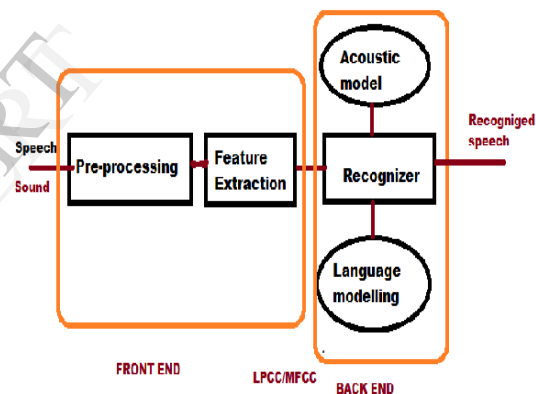 Acoustic
model
Recogniged
speech
Speech
Sound
Pre-processing
Feature
Extraction
Recognizer
Language
modelling
FRONT END
LPCC/MFCC
BACK END